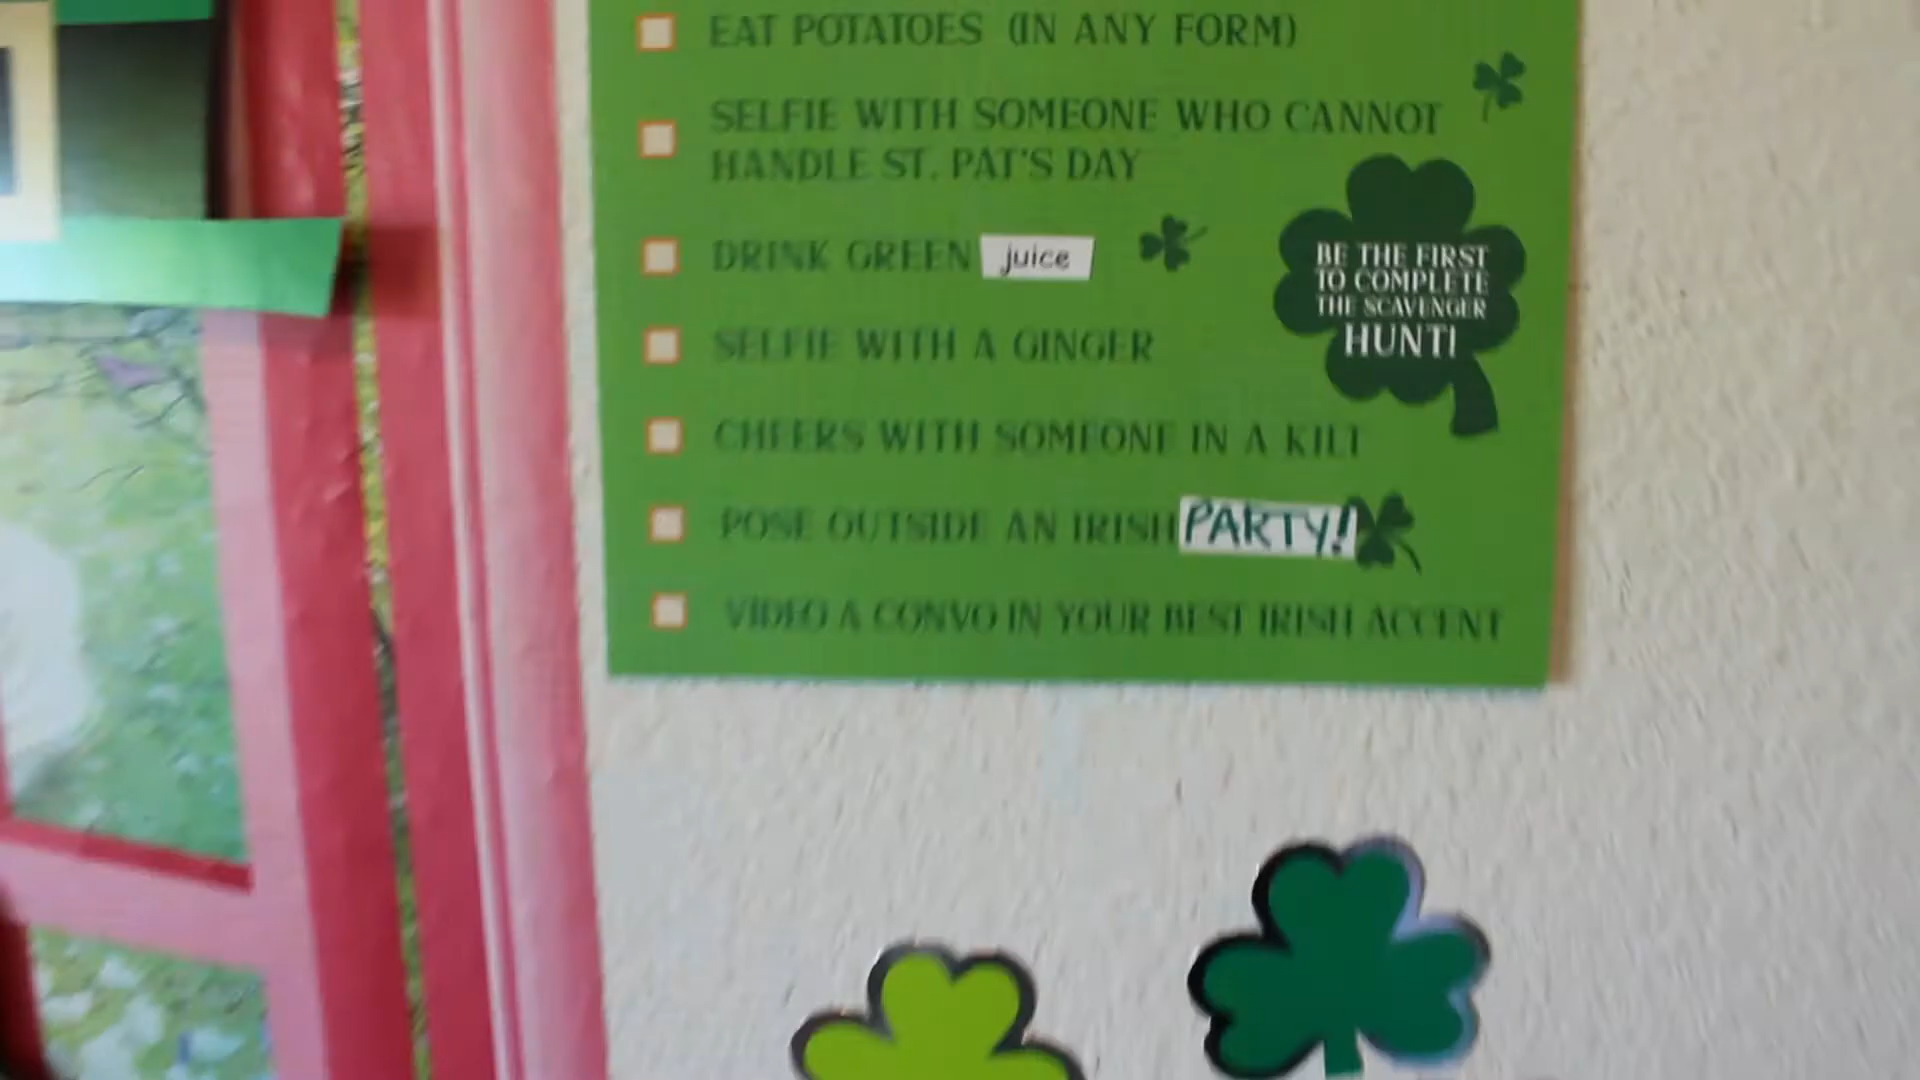 EAT POTATOES (IN ANY FORM)
SELFIE WITH SOMEONE WHO CANNOT
HANDLE ST. PAT'S DAY
DRINK GREEN juice
SELFIE WITH A GINGER
CHEERS WITH SOMEONE IN A KILT
POSE OUTSIDE AN IRISH PARTY!
VIDEO A CONVO IN YOUR BEST IRISH ACCENT
BE THE FIRST
TO COMPLETE
THE SCAVENGER
HUNT!